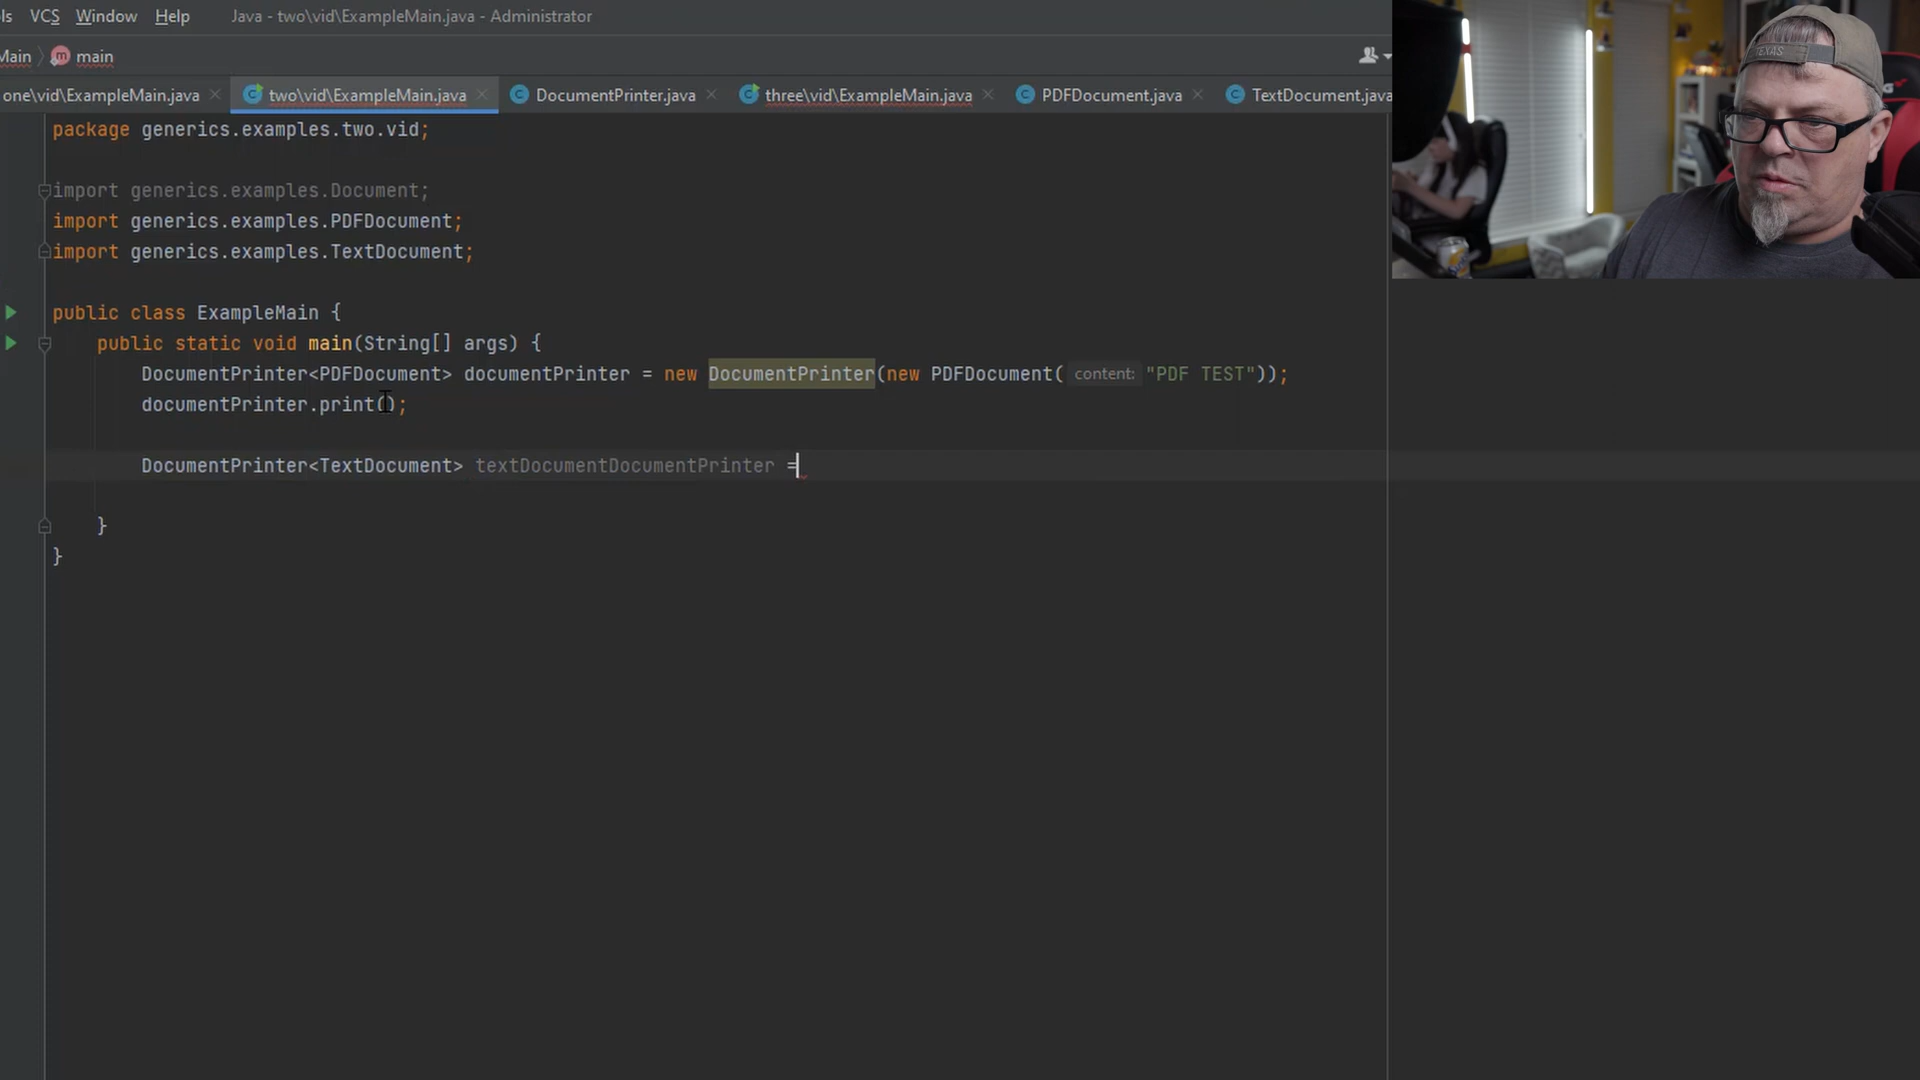 ls VCS Window Help Java - two\vid\ExampleMain.java - Administrator
Main main
one\vid\ExampleMain.java two\vid\ExampleMain.java DocumentPrinter.java three\vid\ExampleMain.java PDFDocument.java TextDocument.java
package generics.examples.two.vid;
import generics.examples.Document;
import generics.examples.PDFDocument;
import generics.examples.TextDocument;
public class ExampleMain {
public static void main(String[] args) {
DocumentPrinter<PDFDocument> documentPrinter = new DocumentPrinter(new PDFDocument( content: "PDF TEST"));
documentPrinter.print();
DocumentPrinter<TextDocument> textDocumentDocumentPrinter =
}
}
TEXAS